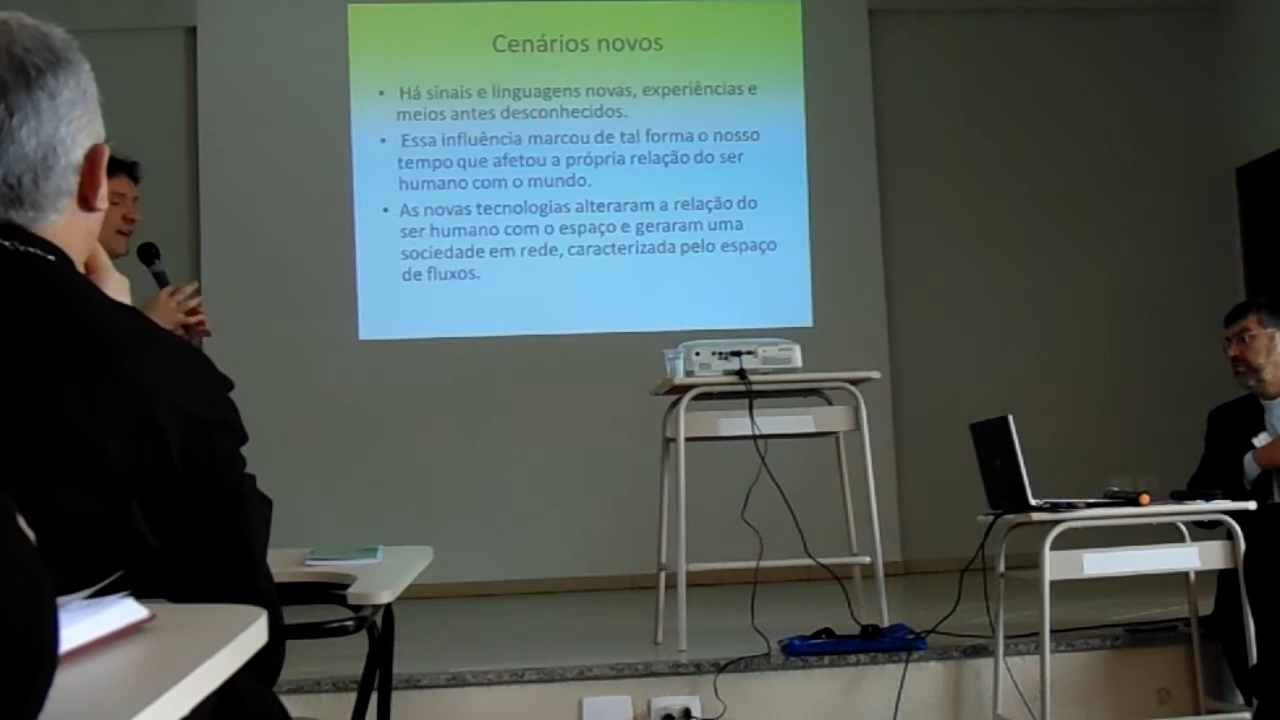 Cenários novos
• Há sinais e linguagens novas, experiências e
meios antes desconhecidos.
• Essa influência marcou de tal forma o nosso
tempo que afetou a própria relação do ser
humano com o mundo.
• As novas tecnologias alteraram a relação do
ser humano com o espaço e geraram uma
sociedade em rede, caracterizada pelo espaço
de fluxos.